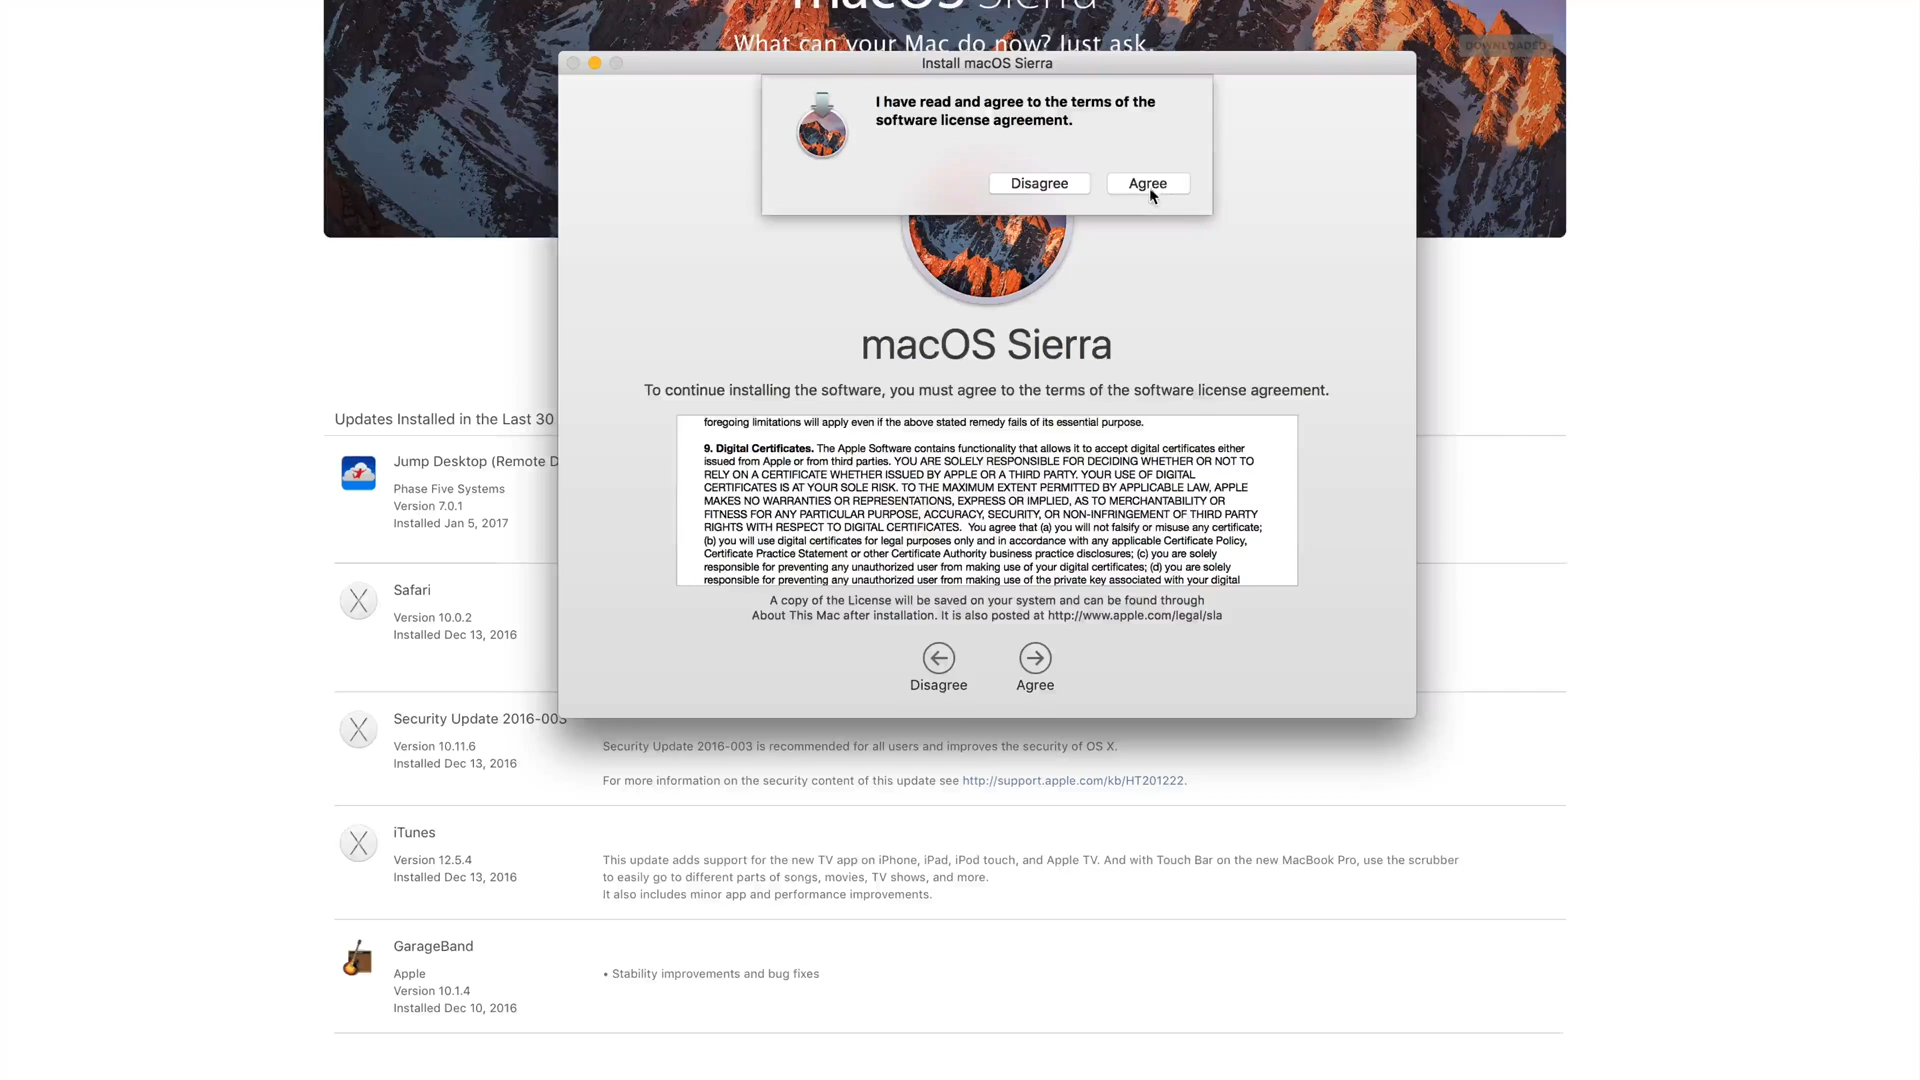 macOS Sierra
What can your Mac do now? Just ask.
DOWNLOADED
Install macOS Sierra
I have read and agree to the terms of the
software license agreement.
Disagree
Agree
macOS Sierra
To continue installing the software, you must agree to the terms of the software license agreement.
foregoing limitations will apply even if the above stated remedy fails of its essential purpose.
9. Digital Certificates. The Apple Software contains functionality that allows it to accept digital certificates either
issued from Apple or from third parties. YOU ARE SOLELY RESPONSIBLE FOR DECIDING WHETHER OR NOT TO
RELY ON A CERTIFICATE WHETHER ISSUED BY APPLE OR A THIRD PARTY. YOUR USE OF DIGITAL
CERTIFICATES IS AT YOUR SOLE RISK. TO THE MAXIMUM EXTENT PERMITTED BY APPLICABLE LAW, APPLE
MAKES NO WARRANTIES OR REPRESENTATIONS, EXPRESS OR IMPLIED, AS TO MERCHANTABILITY OR
FITNESS FOR ANY PARTICULAR PURPOSE, ACCURACY, SECURITY, OR NON-INFRINGEMENT OF THIRD PARTY
RIGHTS WITH RESPECT TO DIGITAL CERTIFICATES. You agree that (a) you will not falsify or misuse any certificate;
(b) you will use digital certificates for legal purposes only and in accordance with any applicable Certificate Policy,
Certificate Practice Statement or other Certificate Authority business practice disclosures; (c) you are solely
responsible for preventing any unauthorized user from making use of your digital certificates; (d) you are solely
responsible for preventing any unauthorized user from making use of the private key associated with your digital
A copy of the License will be saved on your system and can be found through
About This Mac after installation. It is also posted at http://www.apple.com/legal/sla
Disagree
Agree
Updates Installed in the Last 30
Jump Desktop (Remote D
Phase Five Systems
Version 7.0.1
Installed Jan 5, 2017
Safari
Version 10.0.2
Installed Dec 13, 2016
Security Update 2016-003
Version 10.11.6
Installed Dec 13, 2016
Security Update 2016-003 is recommended for all users and improves the security of OS X.
For more information on the security content of this update see http://support.apple.com/kb/HT201222.
iTunes
Version 12.5.4
Installed Dec 13, 2016
This update adds support for the new TV app on iPhone, iPad, iPod touch, and Apple TV. And with Touch Bar on the new MacBook Pro, use the scrubber
to easily go to different parts of songs, movies, TV shows, and more.
It also includes minor app and performance improvements.
GarageBand
Apple
Version 10.1.4
Installed Dec 10, 2016
• Stability improvements and bug fixes